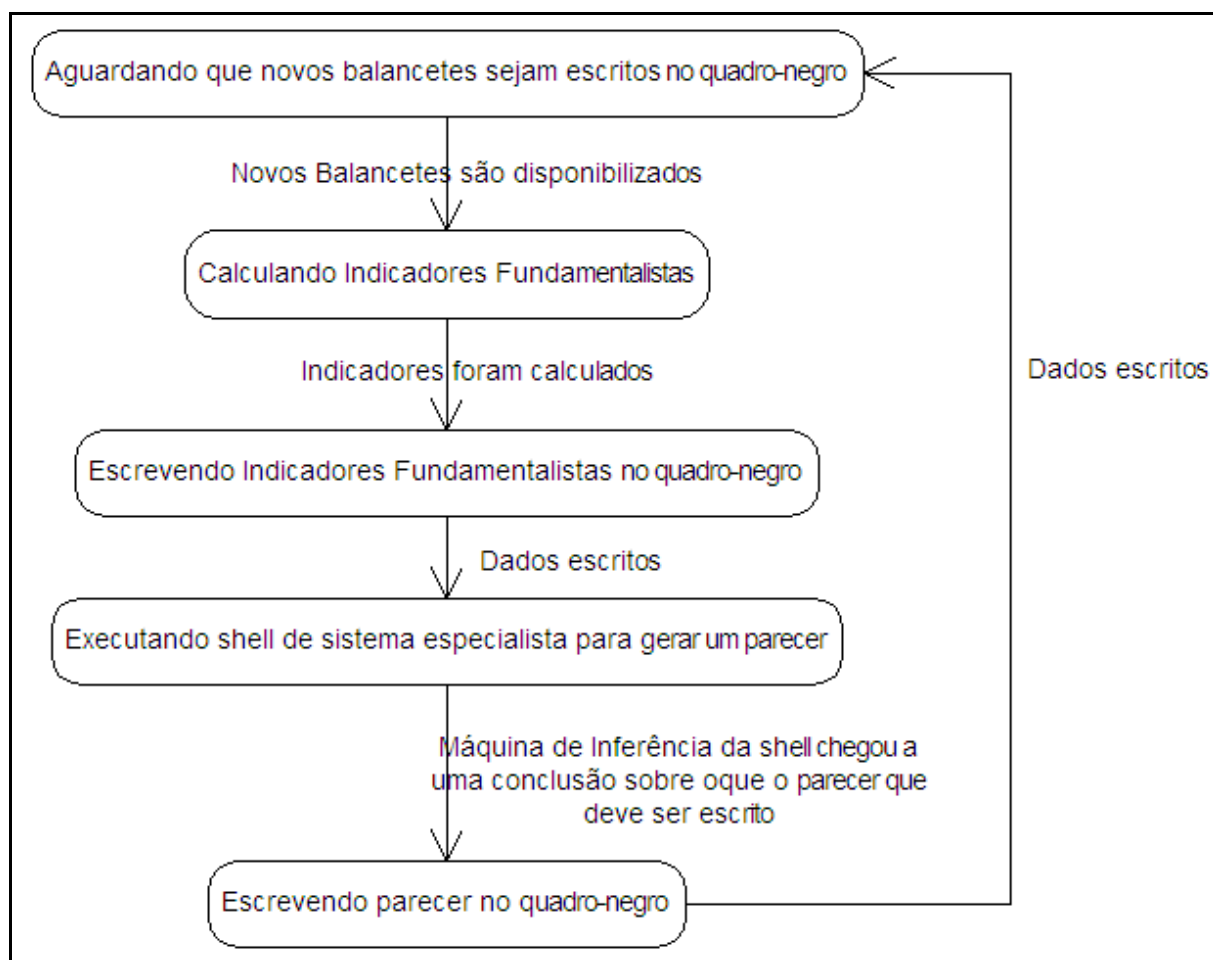 Aguardando que novos balancetes sejam escritos no quadro-negro
Novos Balancetes são disponibilizados
Calculando Indicadores Fundamentalistas
Indicadores foram calculados
Dados escritos
Escrevendo Indicadores Fundamentalistas no quadro-negro
Dados escritos
Executando shell de sistema especialista para gerar um parecer
Máquina de Inferência da shell chegou a
uma conclusão sobre oque o parecer que
deve ser escrito
Escrevendo parecer no quadro-negro